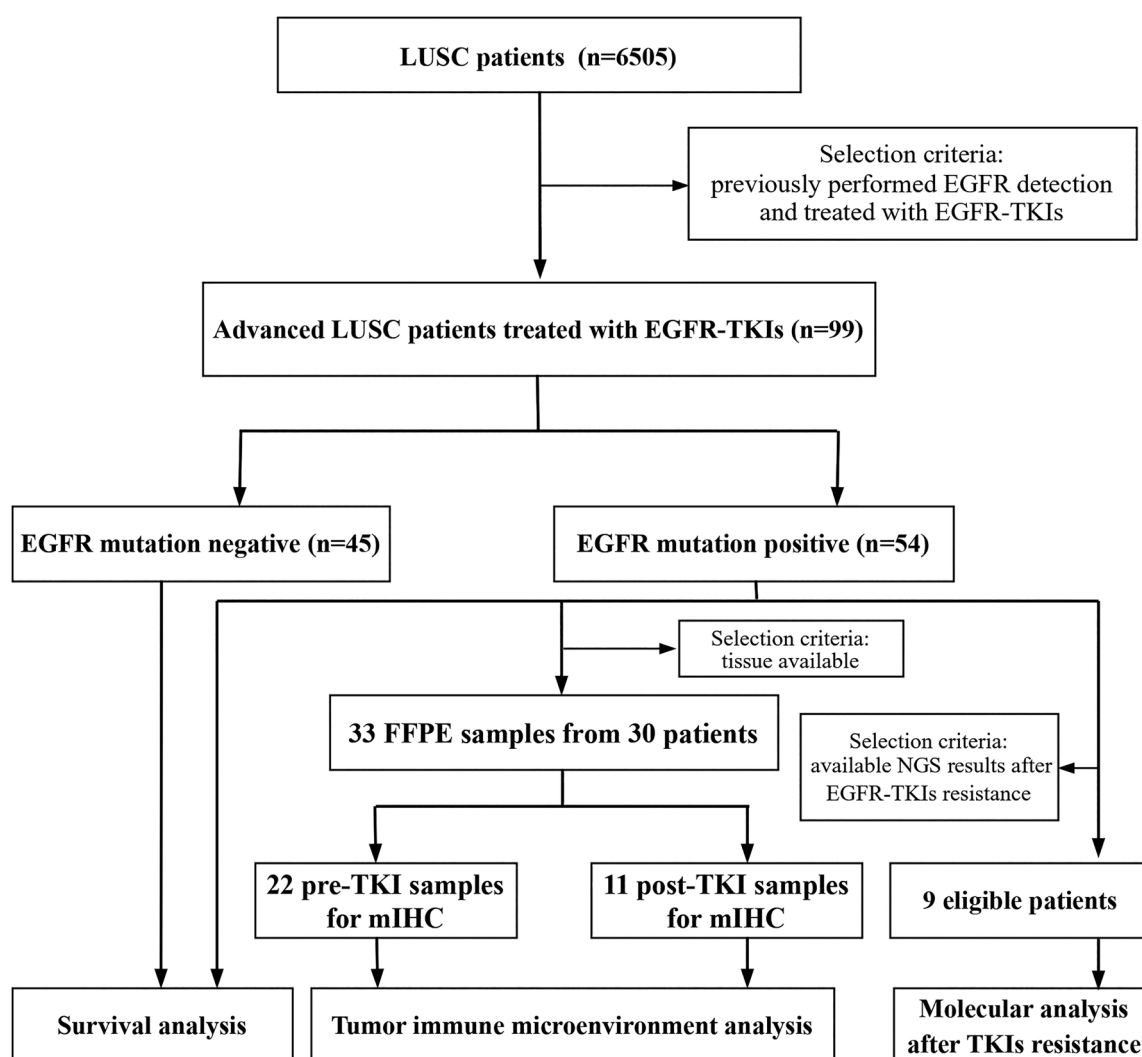 LUSC patients (n=6505)
Selection criteria:
previously performed EGFR detection
and treated with EGFR-TKIs
Advanced LUSC patients treated with EGFR-TKIs (n=99)
EGFR mutation negative (n=45)
EGFR mutation positive (n=54)
Selection criteria:
tissue available
33 FFPE samples from 30 patients
Selection criteria:
available NGS results after
EGFR-TKIs resistance
22 pre-TKI samples
for mIHC
11 post-TKI samples
for mIHC
9 eligible patients
Survival analysis
Tumor immune microenvironment analysis
Molecular analysis
after TKIs resistance